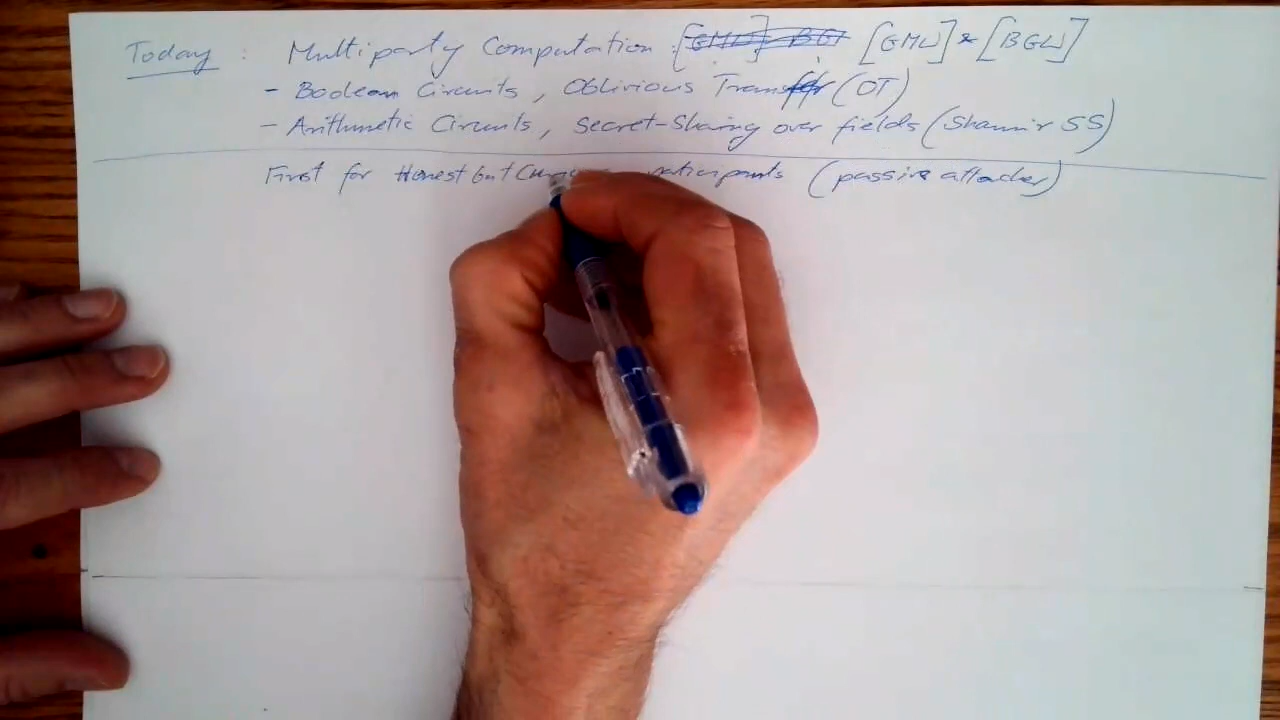 Today : Multiparty Computation : [GMW] & [BGW]
- Boolean Circuits, Oblivious Transfer (OT)
- Arithmetic Circuits, Secret-Sharing over fields (Shamir SS)
First for Honest but participants (passive attacker)